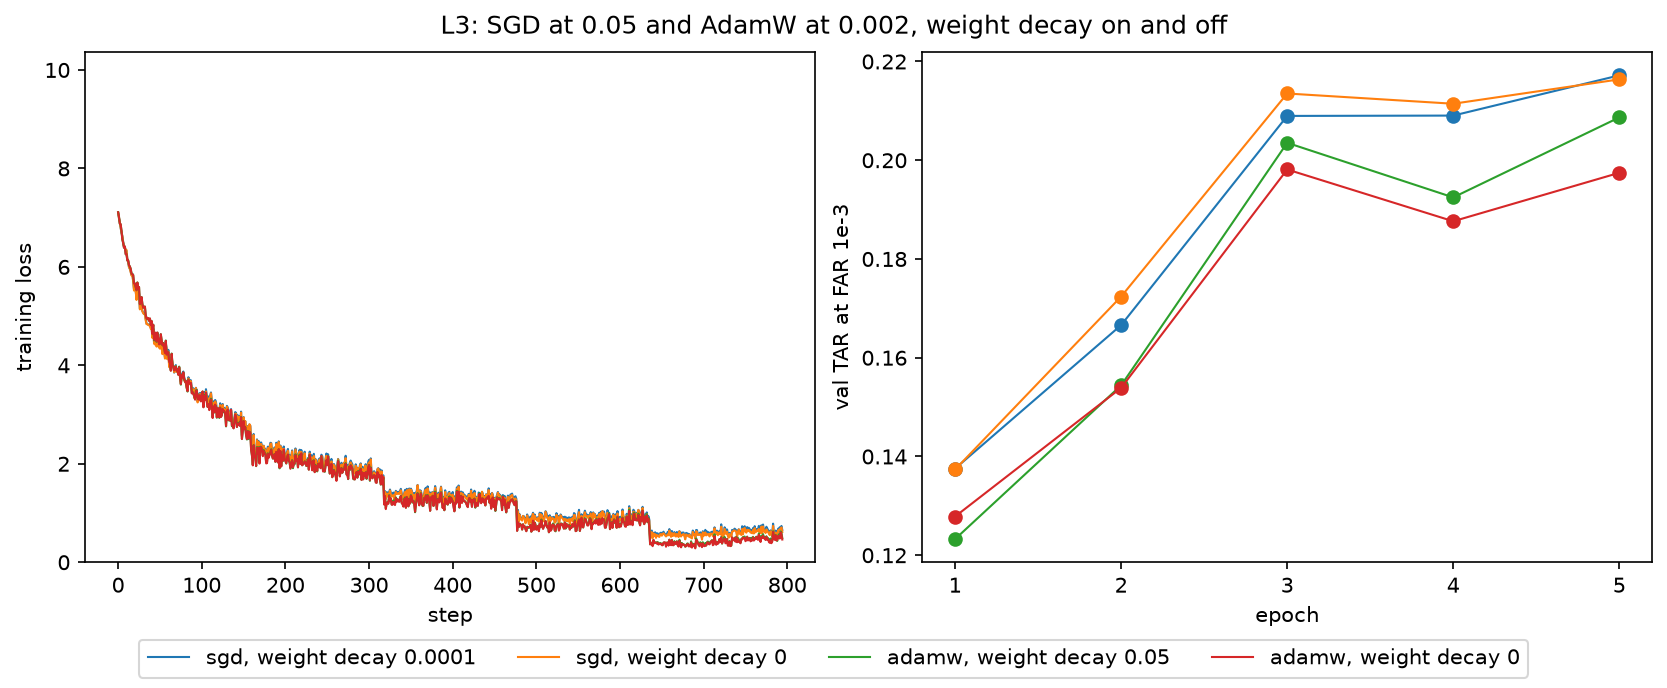 L3: SGD at 0.05 and AdamW at 0.002, weight decay on and off
10
8
6
4
2
0
training loss
0 100 200 300 400 500 600 700 800
step
0.22
0.20
0.18
0.16
0.14
0.12
val TAR at FAR 1e-3
1 2 3 4 5
epoch
sgd, weight decay 0.0001 sgd, weight decay 0 adamw, weight decay 0.05 adamw, weight decay 0